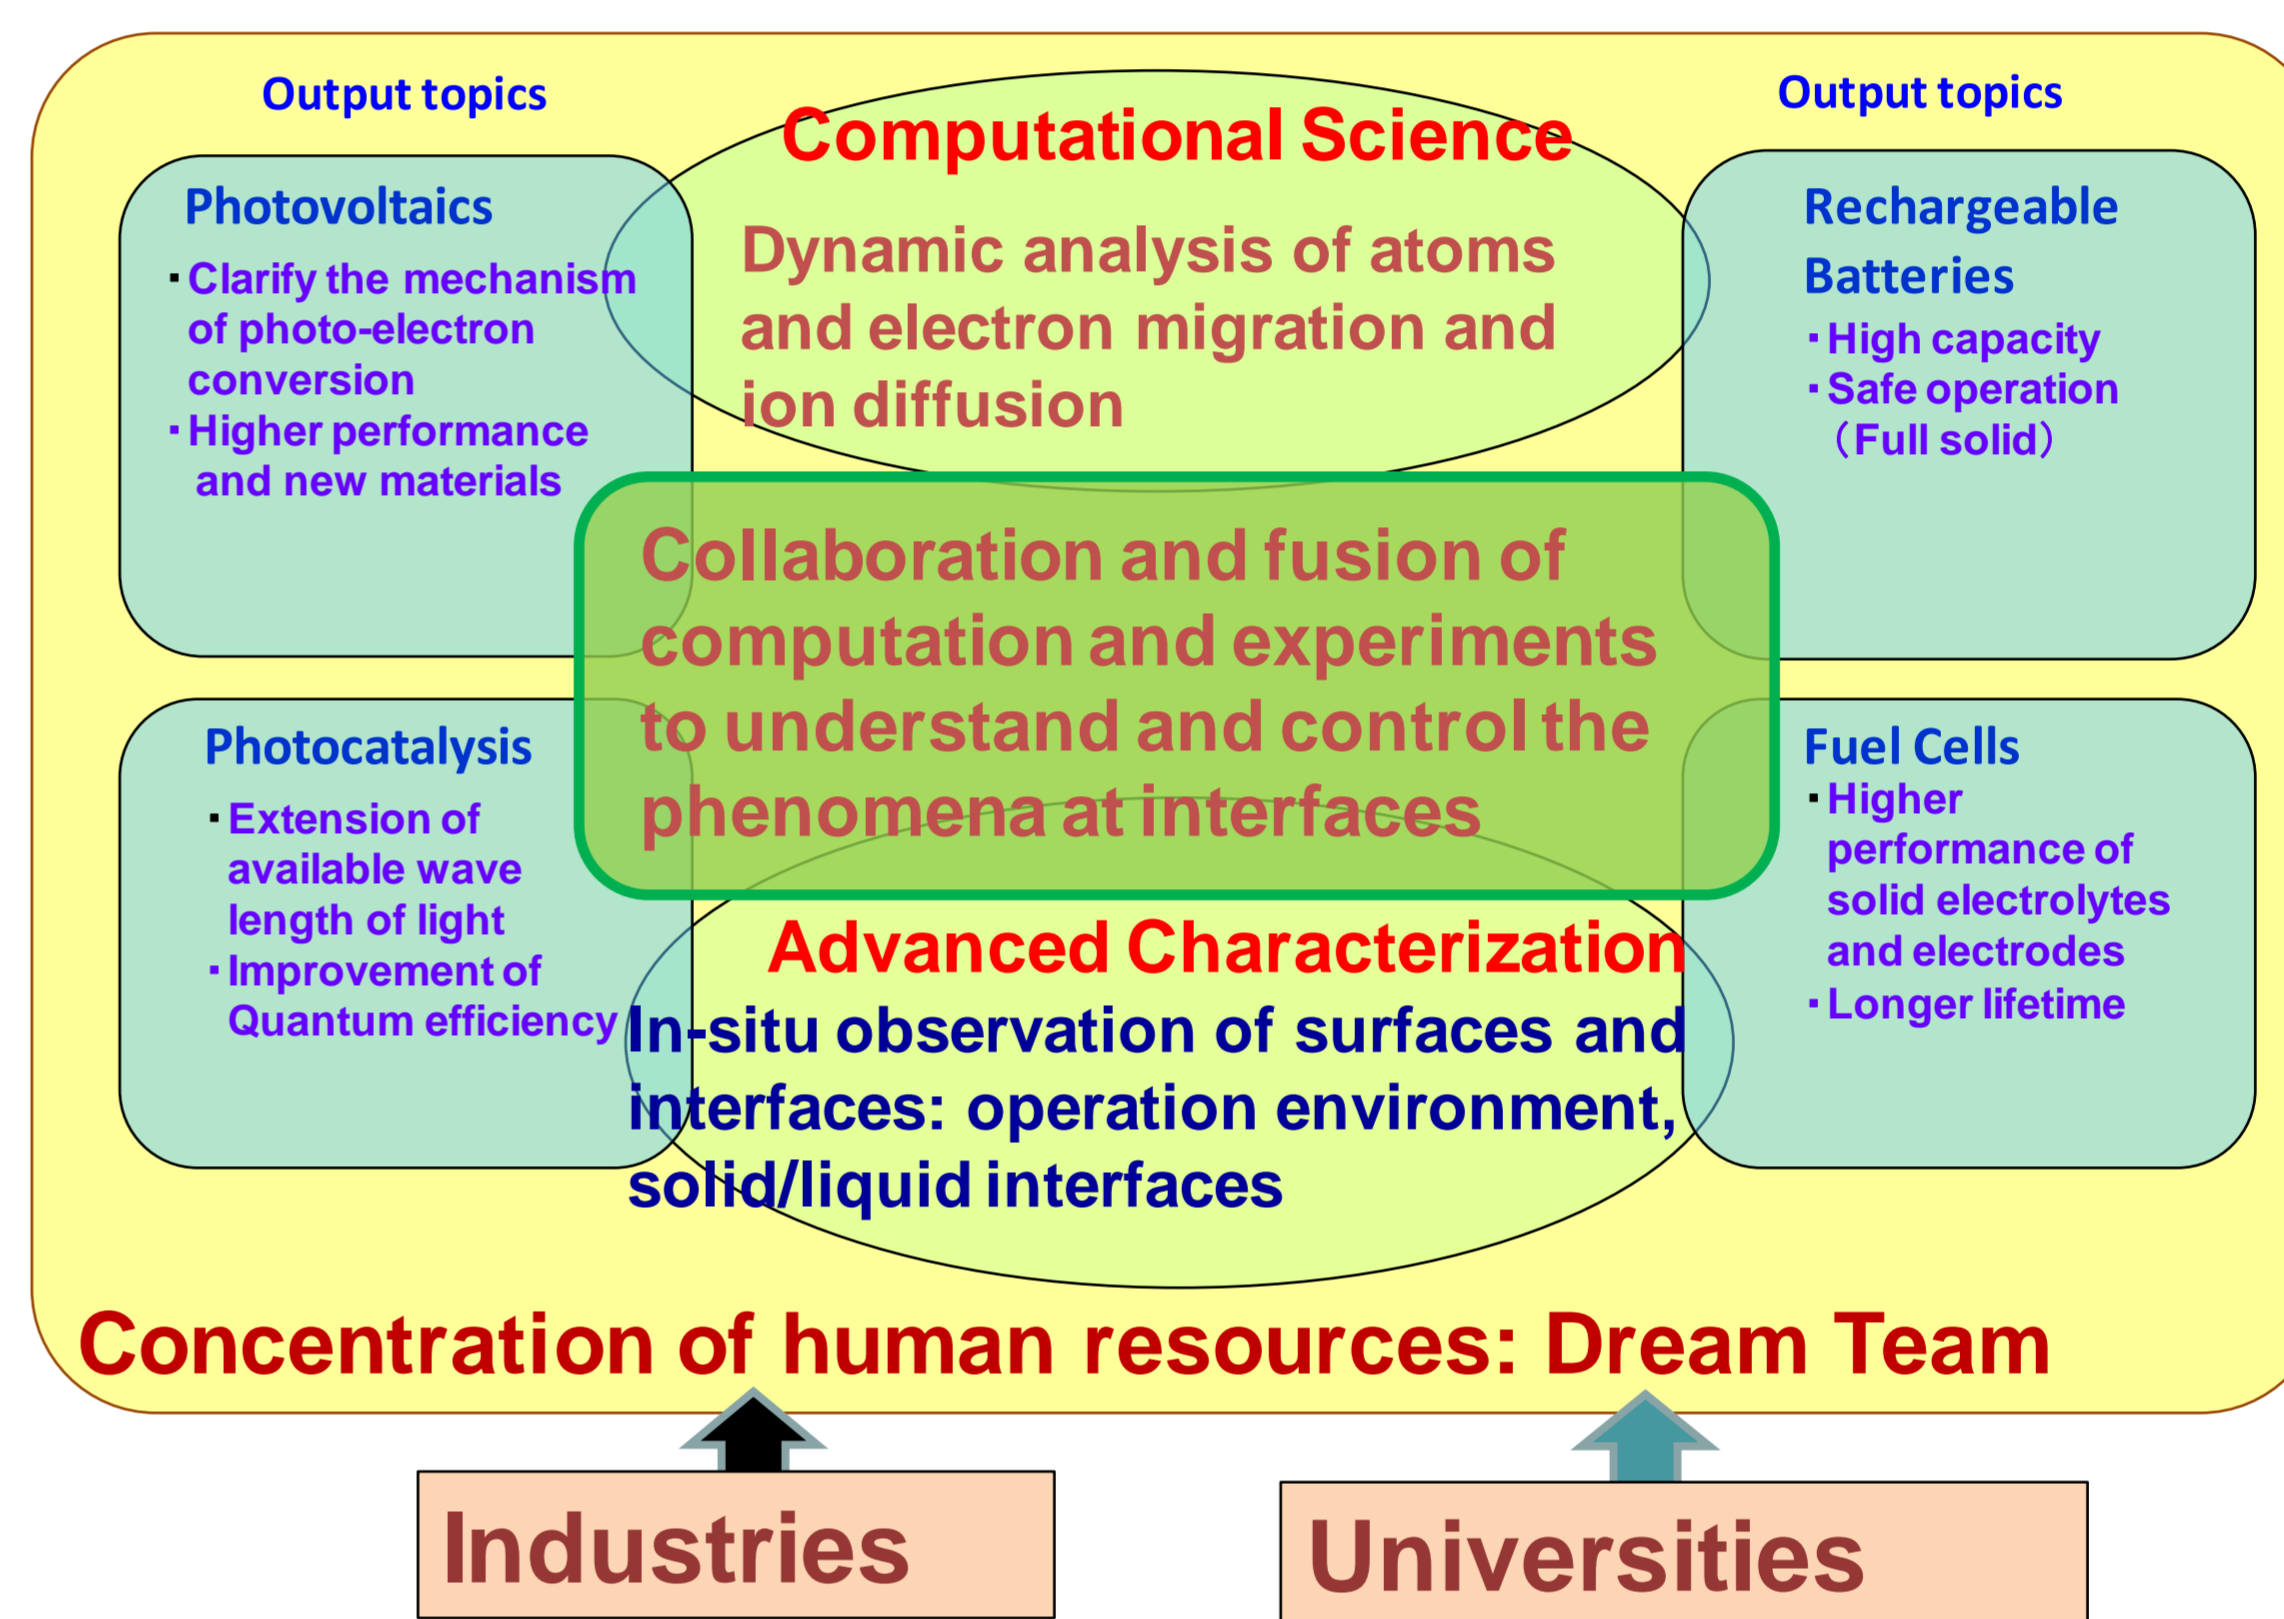 Output topics
Photovoltaics
・Clarify the mechanism
of photo-electron
conversion
・Higher performance
and new materials
Photocatalysis
・Extension of
available wave
length of light
・Improvement of
Quantum efficiency
Computational Science
Dynamic analysis of atoms
and electron migration and
ion diffusion
Collaboration and fusion of
computation and experiments
to understand and control the
phenomena at interfaces
Advanced Characterization
In-situ observation of surfaces and
interfaces: operation environment,
solid/liquid interfaces
Output topics
Rechargeable
Batteries
・High capacity
・Safe operation
（Full solid）
Fuel Cells
・Higher
performance of
solid electrolytes
and electrodes
・Longer lifetime
Concentration of human resources: Dream Team
Industries
Universities